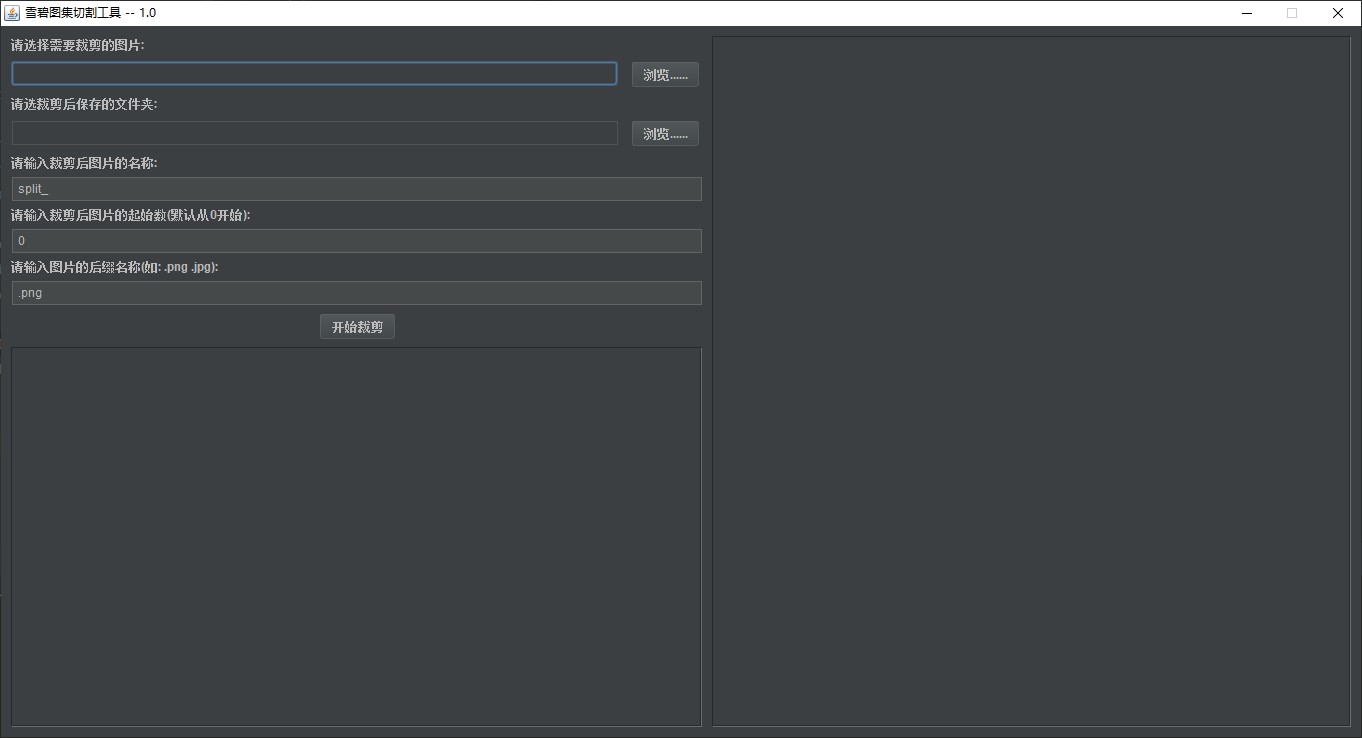 雪碧图集切割工具 -- 1.0
请选择需要裁剪的图片:
浏览......
请选裁剪后保存的文件夹:
浏览......
请输入裁剪后图片的名称:
split_
请输入裁剪后图片的起始数(默认从0开始):
0
请输入图片的后缀名称(如: .png .jpg):
.png
开始裁剪